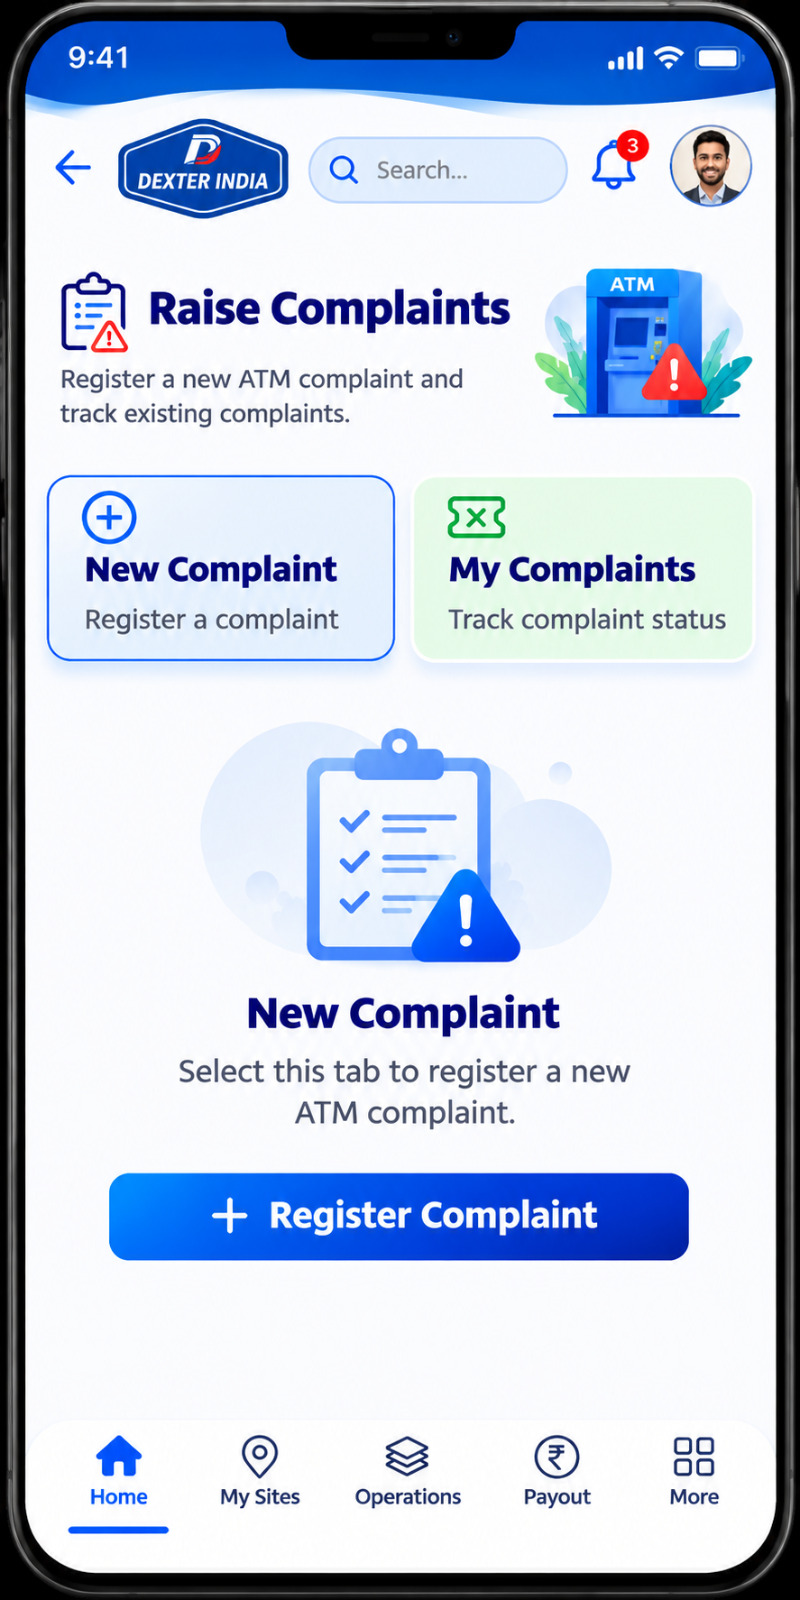 9:41
DEXTER INDIA
Search...
3
Raise Complaints
ATM
Register a new ATM complaint and
track existing complaints.
New Complaint
Register a complaint
My Complaints
Track complaint status
New Complaint
Select this tab to register a new
ATM complaint.
+ Register Complaint
Home
My Sites
Operations
Payout
More